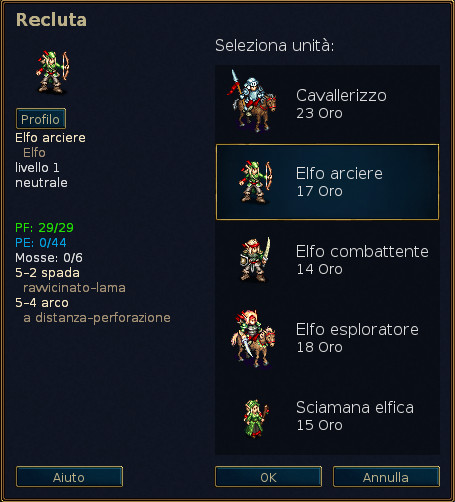 Recluta
Profilo
Elfo arciere
Elfo
livello 1
neutrale
PF: 29/29
PE: 0/44
Mosse: 0/6
5–2 spada
ravvicinato–lama
5–4 arco
a distanza–perforazione
Seleziona unità:
Cavallerizzo
23 Oro
Elfo arciere
17 Oro
Elfo combattente
14 Oro
Elfo esploratore
18 Oro
Sciamana elfica
15 Oro
Aiuto
OK
Annulla